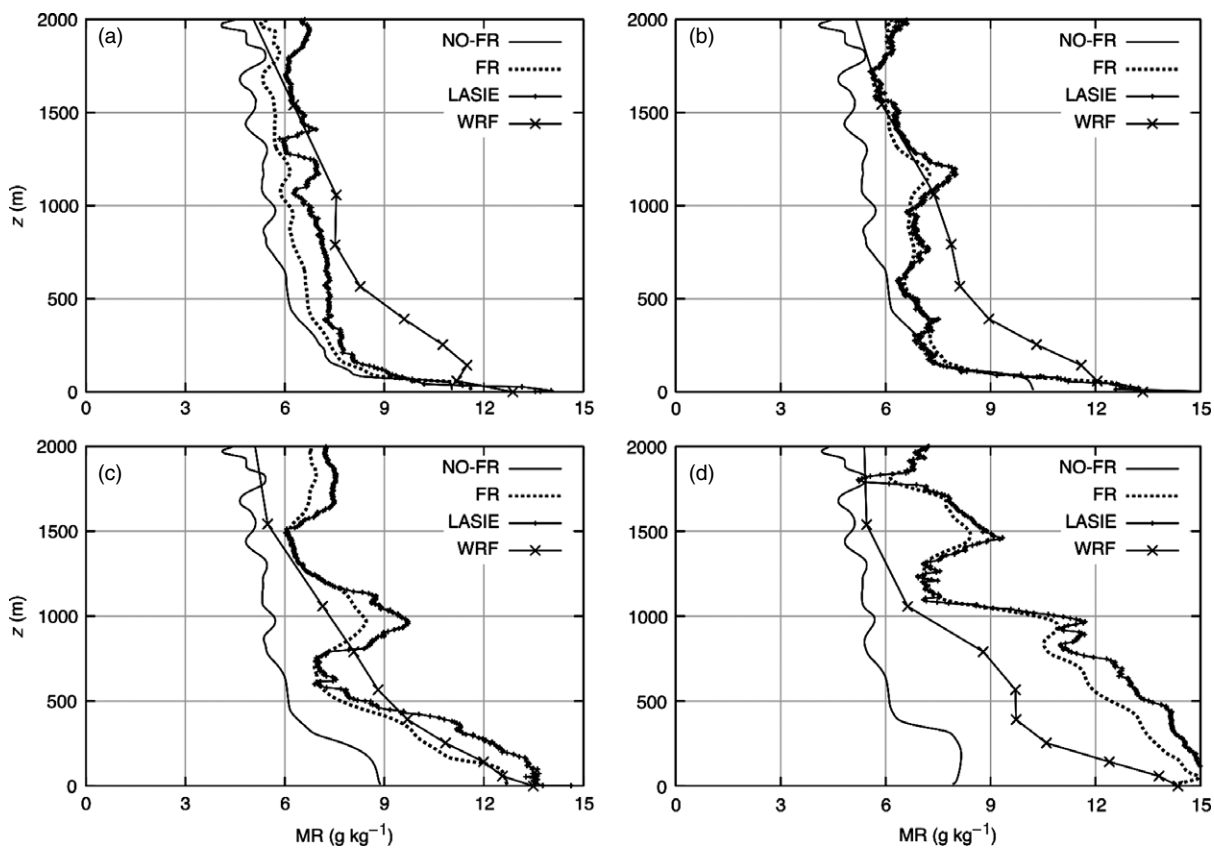 (a)
NO-FR
FR
LASIE
WRF
z (m)
2000
1500
1000
500
0
0 3 6 9 12 15
(b)
NO-FR
FR
LASIE
WRF
2000
1500
1000
500
0
0 3 6 9 12 15
(c)
NO-FR
FR
LASIE
WRF
z (m)
2000
1500
1000
500
0
0 3 6 9 12 15
MR (g kg⁻¹)
(d)
NO-FR
FR
LASIE
WRF
2000
1500
1000
500
0
0 3 6 9 12 15
MR (g kg⁻¹)